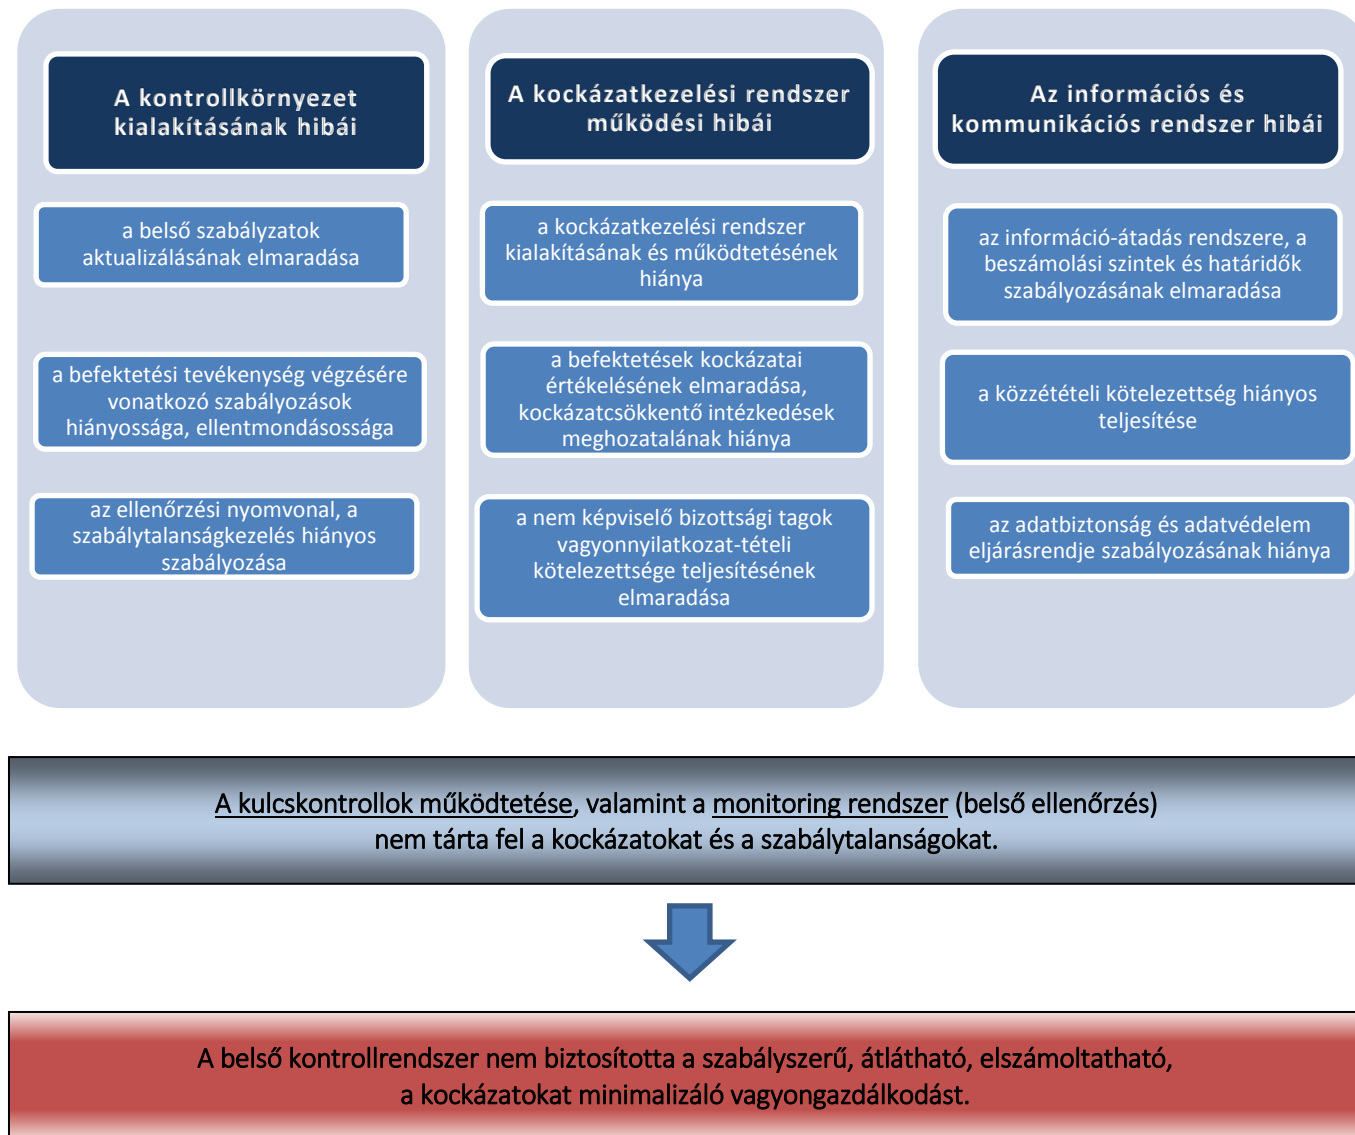 A kontrollkörnyezet
kialakításának hibái
a belső szabályzatok
aktualizálásának elmaradása
a befektetési tevékenység végzésére
vonatkozó szabályozások
hiányossága, ellentmondásossága
az ellenőrzési nyomvonal, a
szabálytalanságkezelés hiányos
szabályozása
A kockázatkezelési rendszer
működési hibái
a kockázatkezelési rendszer
kialakításának és működtetésének
hiánya
a befektetések kockázatai
értékelésének elmaradása,
kockázatcsökkentő intézkedések
meghozatalának hiánya
a nem képviselő bizottsági tagok
vagyonnyilatkozat-tételi
kötelezettsége teljesítésének
elmaradása
Az információs és
kommunikációs rendszer hibái
az információ-átadás rendszere, a
beszámolási szintek és határidők
szabályozásának elmaradása
a közzétételi kötelezettség hiányos
teljesítése
az adatbiztonság és adatvédelem
eljárásrendje szabályozásának hiánya
A kulcskontrollok működtetése, valamint a monitoring rendszer (belső ellenőrzés)
nem tárta fel a kockázatokat és a szabálytalanságokat.
A belső kontrollrendszer nem biztosította a szabályszerű, átlátható, elszámoltatható,
a kockázatokat minimalizáló vagyongazdálkodást.